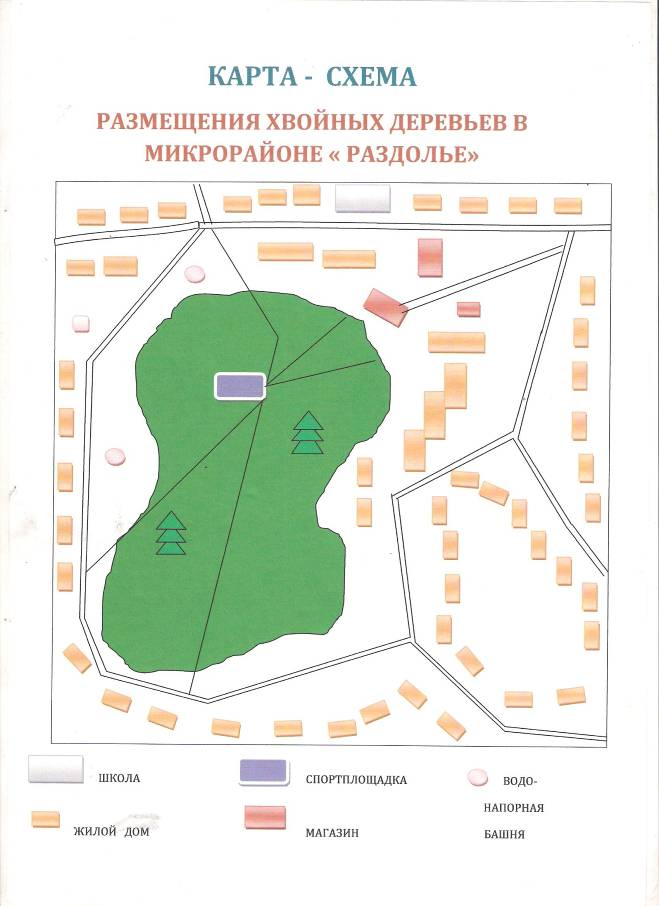 КАРТА - СХЕМА
РАЗМЕЩЕНИЯ ХВОЙНЫХ ДЕРЕВЬЕВ В
МИКРОРАЙОНЕ « РАЗДОЛЬЕ»
ШКОЛА
СПОРТПЛОЩАДКА
ВОДО-
НАПОРНАЯ
БАШНЯ
ЖИЛОЙ ДОМ
МАГАЗИН